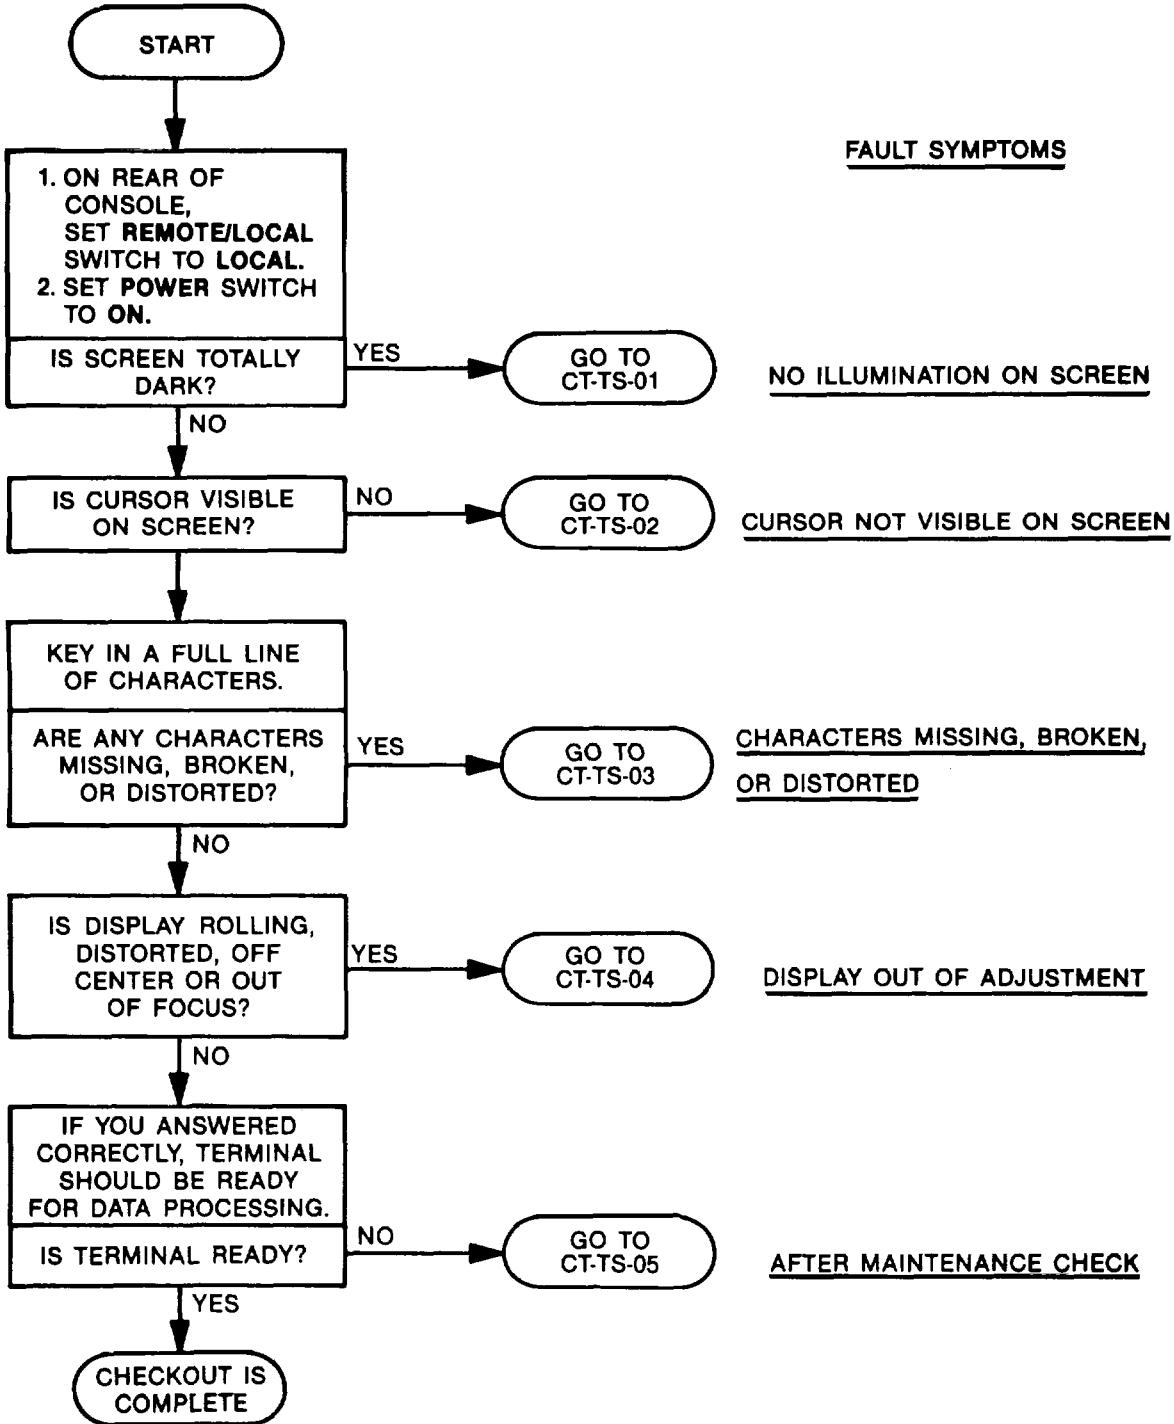 START
FAULT SYMPTOMS
1. ON REAR OF
CONSOLE,
SET REMOTE/LOCAL
SWITCH TO LOCAL.
2. SET POWER SWITCH
TO ON.
IS SCREEN TOTALLY
DARK?
YES
GO TO
CT-TS-01
NO ILLUMINATION ON SCREEN
NO
IS CURSOR VISIBLE
ON SCREEN?
NO
GO TO
CT-TS-02
CURSOR NOT VISIBLE ON SCREEN
KEY IN A FULL LINE
OF CHARACTERS.
ARE ANY CHARACTERS
MISSING, BROKEN,
OR DISTORTED?
YES
GO TO
CT-TS-03
CHARACTERS MISSING, BROKEN,
OR DISTORTED
NO
IS DISPLAY ROLLING,
DISTORTED, OFF
CENTER OR OUT
OF FOCUS?
YES
GO TO
CT-TS-04
DISPLAY OUT OF ADJUSTMENT
NO
IF YOU ANSWERED
CORRECTLY, TERMINAL
SHOULD BE READY
FOR DATA PROCESSING.
IS TERMINAL READY?
NO
GO TO
CT-TS-05
AFTER MAINTENANCE CHECK
YES
CHECKOUT IS
COMPLETE